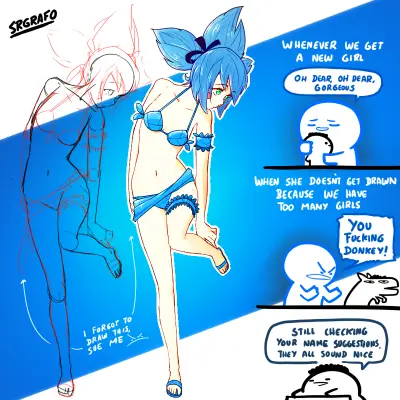 SRGRAFO
WHENEVER WE GET
A NEW GIRL
OH DEAR, OH DEAR,
GORGEOUS
WHEN SHE DOESN'T GET DRAWN
BECAUSE WE HAVE
TOO MANY GIRLS
YOU
FUCKING
DONKEY!
I FORGOT TO
DRAW THIS,
SUE ME
STILL CHECKING
YOUR NAME SUGGESTIONS,
THEY ALL SOUND NICE